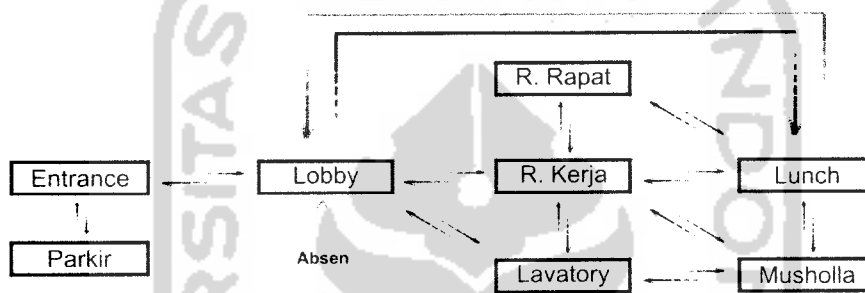 R. Rapat
Entrance
Lobby
R. Kerja
Lunch
Parkir
Absen
Lavatory
Musholla